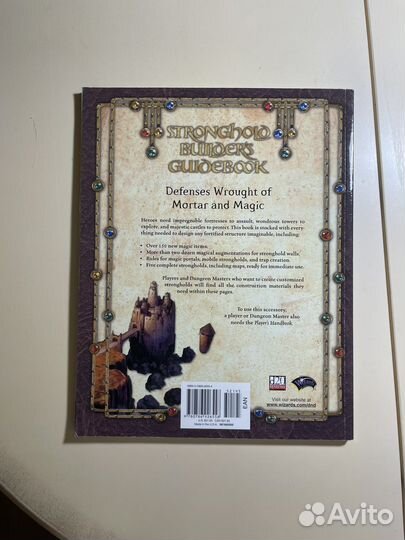 STRONGHOLD
BUILDER'S
GUIDEBOOK
Defenses Wrought of
Mortar and Magic
Heroes need impregnable fortresses to assault, wondrous towers to
explore, and majestic castles to protect. This book is stocked with every-
thing needed to design any fortified structure imaginable, including:
• Over 150 new magic items.
• More than two dozen magical augmentations for stronghold walls.
• Rules for magic portals, mobile strongholds, and trap creation.
• Five complete strongholds, including maps, ready for immediate use.
Players and Dungeon Masters who want to create customized
strongholds will find all the construction materials they
need within these pages.
To use this accessory,
a player or Dungeon Master also
needs the Player's Handbook.
EAN
Visit our website at
www.wizards.com/dnd
Avito